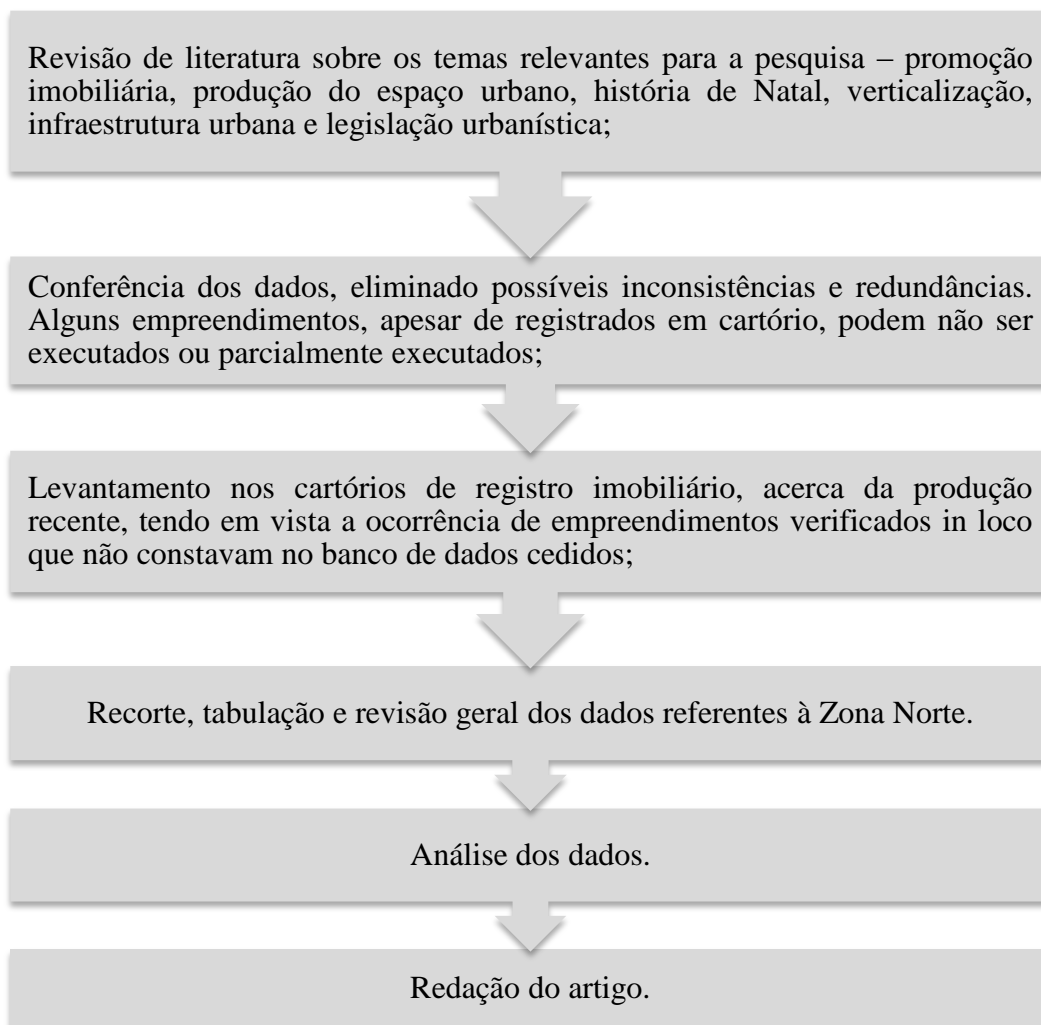 Revisão de literatura sobre os temas relevantes para a pesquisa – promoção
imobiliária, produção do espaço urbano, história de Natal, verticalização,
infraestrutura urbana e legislação urbanística;
Conferência dos dados, eliminado possíveis inconsistências e redundâncias.
Alguns empreendimentos, apesar de registrados em cartório, podem não ser
executados ou parcialmente executados;
Levantamento nos cartórios de registro imobiliário, acerca da produção
recente, tendo em vista a ocorrência de empreendimentos verificados in loco
que não constavam no banco de dados cedidos;
Recorte, tabulação e revisão geral dos dados referentes à Zona Norte.
Análise dos dados.
Redação do artigo.